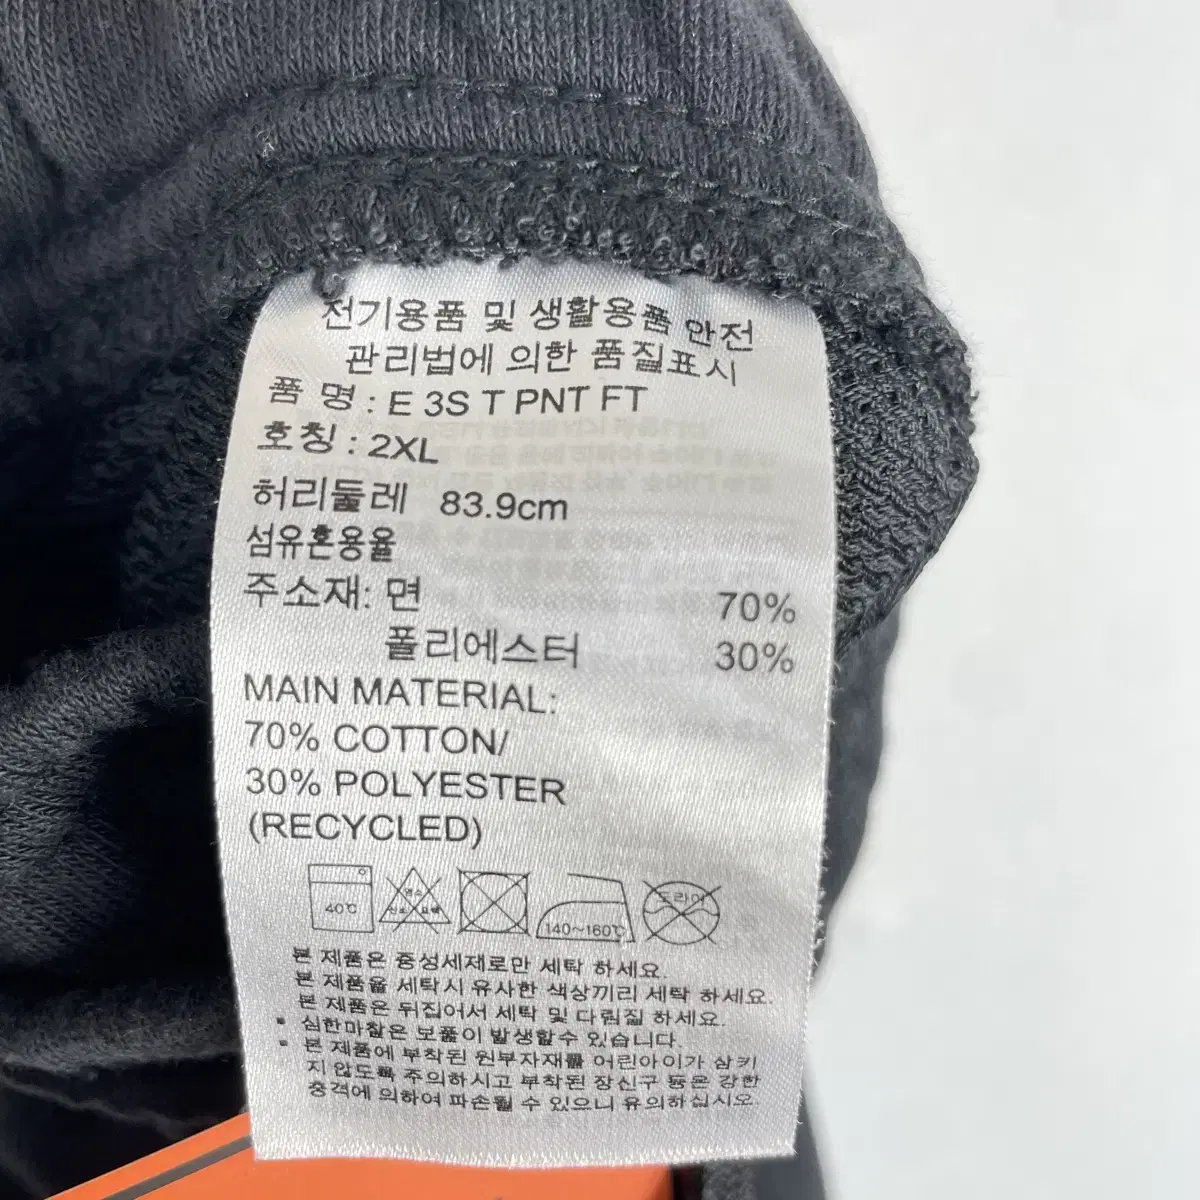 전기용품 및 생활용품 안전
관리법에 의한 품질표시
품 명 : E 3S T PNT FT
호칭 : 2XL
허리둘레 83.9cm
섬유혼용율
주소재: 면 70%
폴리에스터 30%
MAIN MATERIAL:
70% COTTON/
30% POLYESTER
(RECYCLED)
40℃
염소
산소 표백
140~160℃
드라이
본 제품은 중성세제로만 세탁 하세요.
본 제품을 세탁시 유사한 색상끼리 세탁 하세요.
본 제품은 뒤집어서 세탁 및 다림질 하세요.
▪ 심한마찰은 보풀이 발생할수 있습니다.
▪ 본 제품에 부착된 원부자재를 어린아이가 삼키
지 않도록 주의하시고 부착된 장신구 등은 강한
충격에 의하여 파손될 수 있으니 유의하십시오.